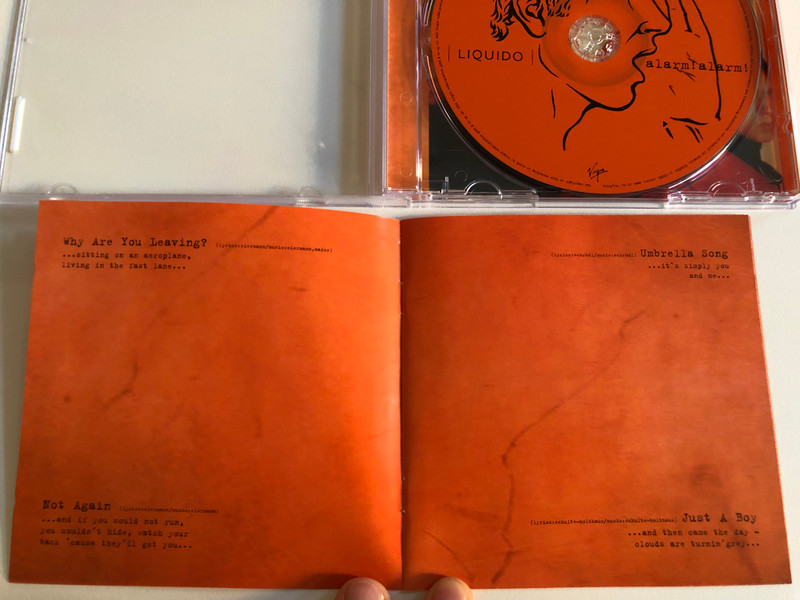 | LIQUIDO |
alarm!alarm!
Virgin
Why Are You Leaving?
...sitting on an aeroplane,
living in the fast lane...
Umbrella Song
...it's simply you
and me...
Not Again
...and if you could not run,
you wouldn't hide, watch your
back 'cause they'll get you...
Just A Boy
...and then came the day -
clouds are turnin'grey...